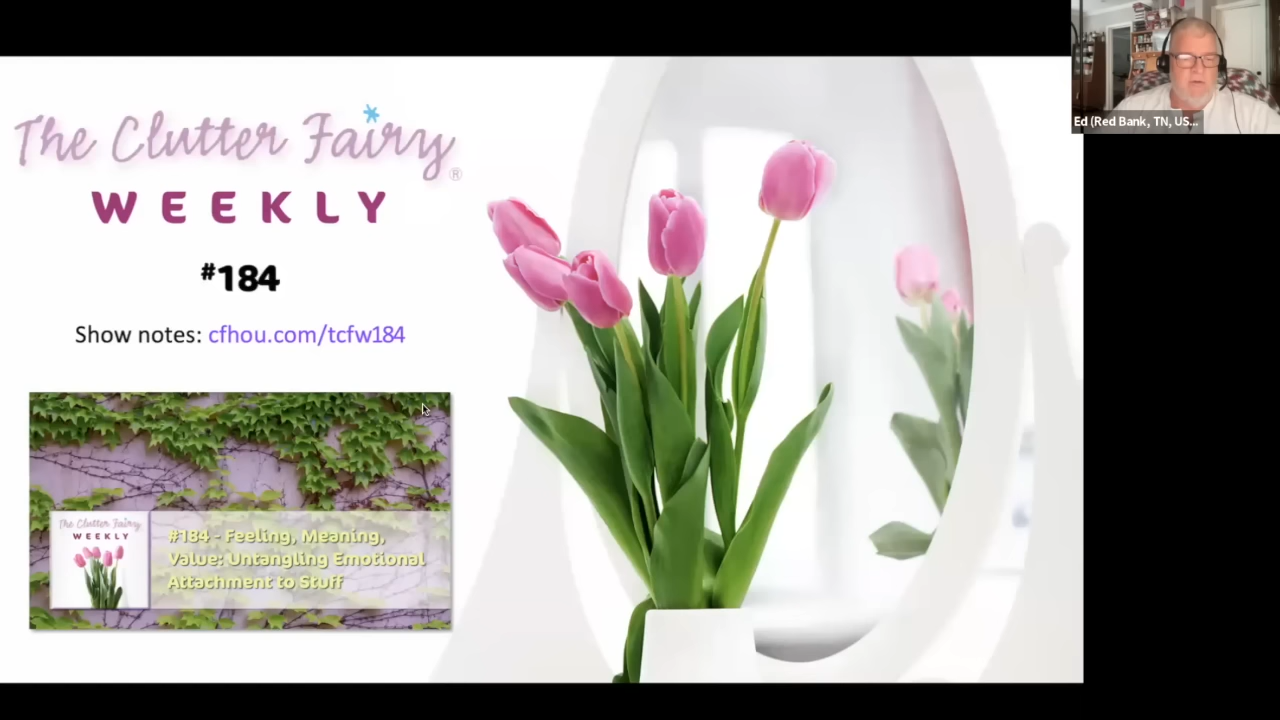 The Clutter Fairy®
WEEKLY
#184
Show notes: cfhou.com/tcfw184
The Clutter Fairy
WEEKLY
#184 - Feeling, Meaning,
Value: Untangling Emotional
Attachment to Stuff
Ed (Red Bank, TN, US...